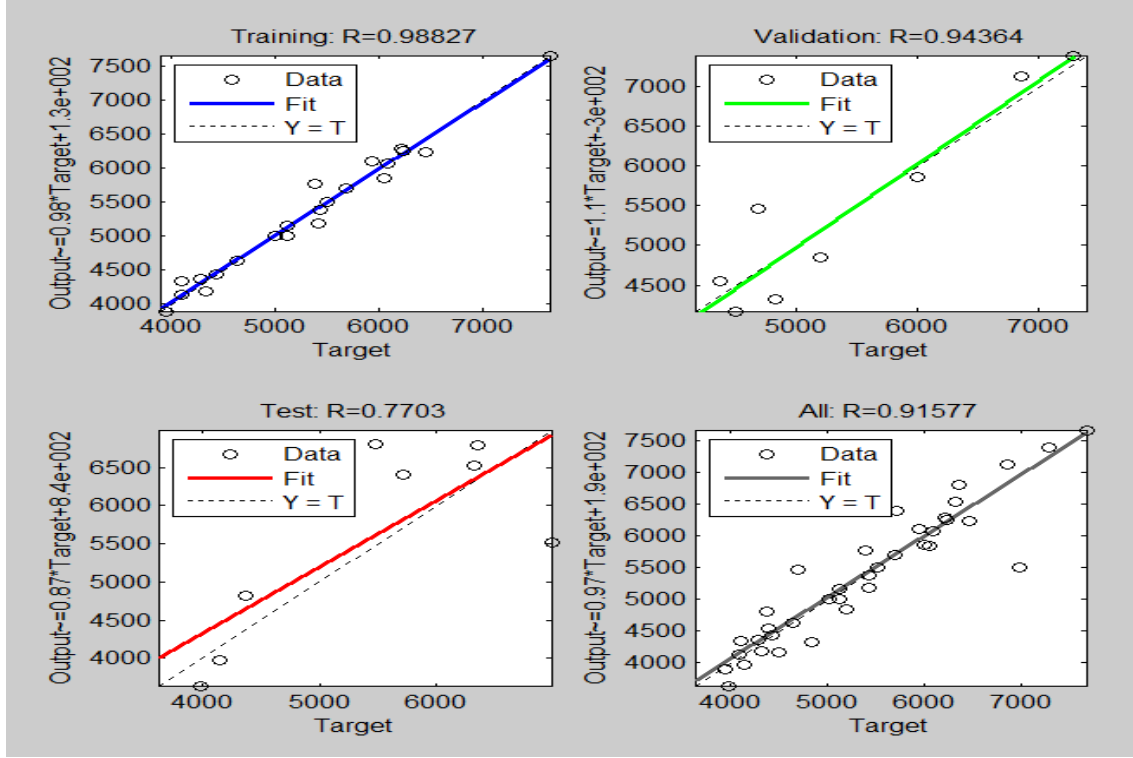 Training: R=0.98827
Output~=0.98*Target+1.3e+002
7500
7000
6500
6000
5500
5000
4500
4000
Data
Fit
Y = T
4000 5000 6000 7000
Target
Validation: R=0.94364
Output~=1.1*Target+-3e+002
7000
6500
6000
5500
5000
4500
Data
Fit
Y = T
5000 6000 7000
Target
Test: R=0.7703
Output~=0.87*Target+8.4e+002
6500
6000
5500
5000
4500
4000
Data
Fit
Y = T
4000 5000 6000
Target
All: R=0.91577
Output~=0.97*Target+1.9e+002
7500
7000
6500
6000
5500
5000
4500
4000
Data
Fit
Y = T
4000 5000 6000 7000
Target